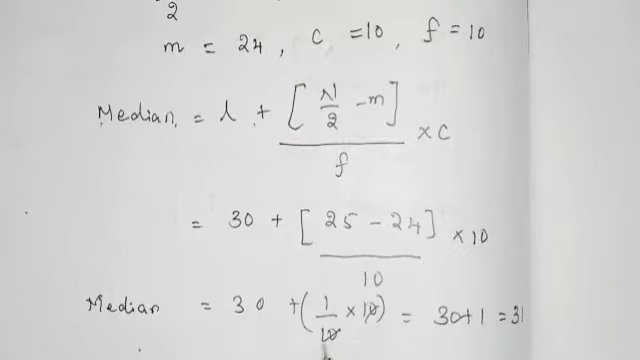 2
m = 24, c = 10, f = 10
Median = l + [N/2 - m] / f × c
= 30 + [25 - 24] / 10 × 10
Median = 30 + (1/10 × 10) = 30+1 = 31